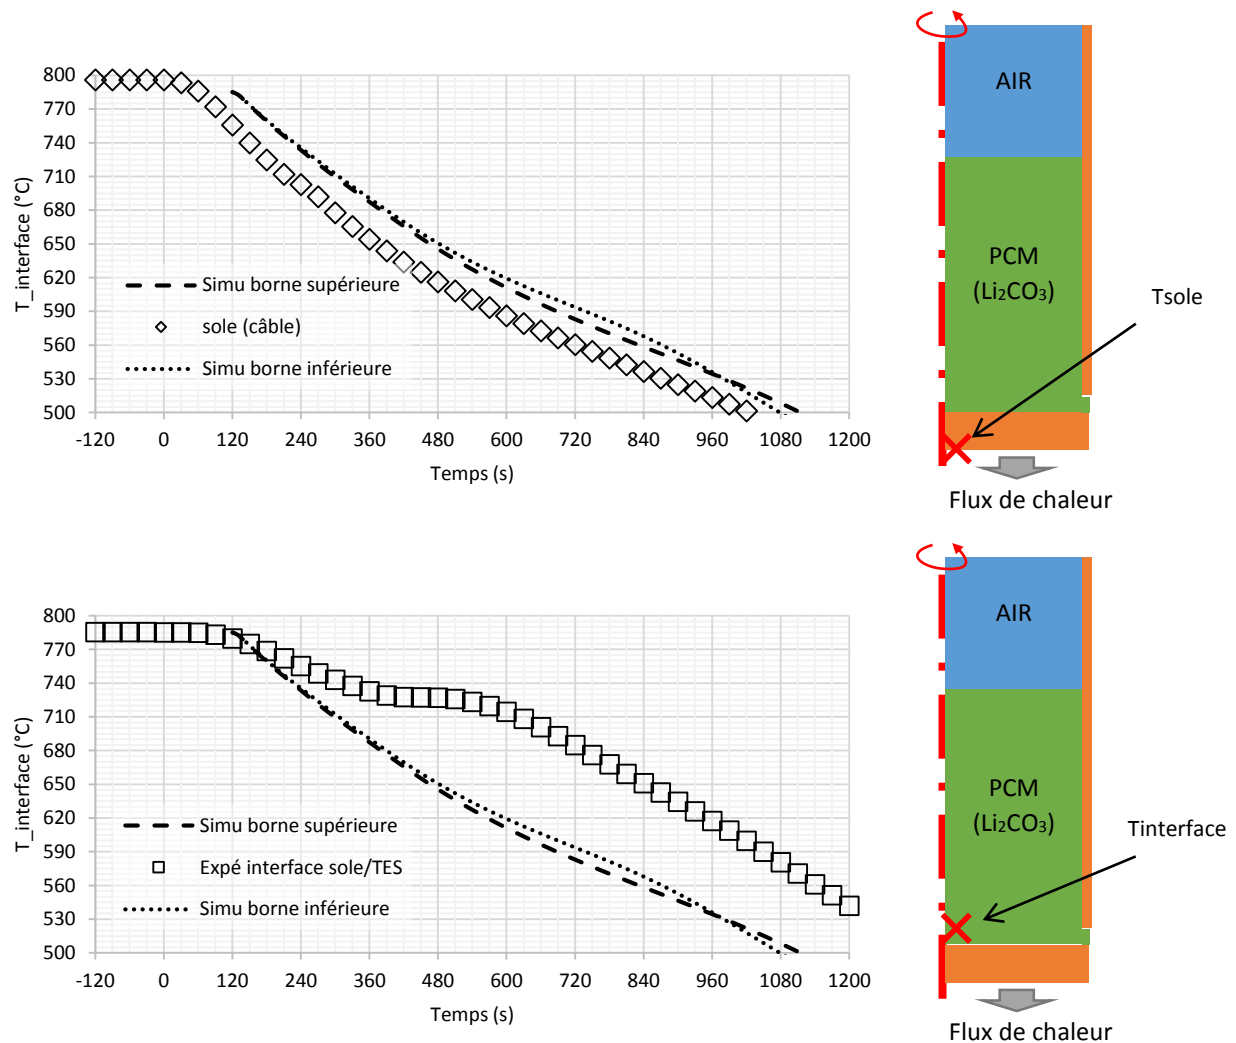 800
770
740
710
680
650
620
590
560
530
500
T_interface (°C)
Simu borne supérieure
sole (câble)
Simu borne inférieure
-120 0 120 240 360 480 600 720 840 960 1080 1200
Temps (s)
AIR
PCM
(Li₂CO₃)
Tsole
Flux de chaleur
800
770
740
710
680
650
620
590
560
530
500
T_interface (°C)
Simu borne supérieure
Expé interface sole/TES
Simu borne inférieure
-120 0 120 240 360 480 600 720 840 960 1080 1200
Temps (s)
AIR
PCM
(Li₂CO₃)
Tinterface
Flux de chaleur